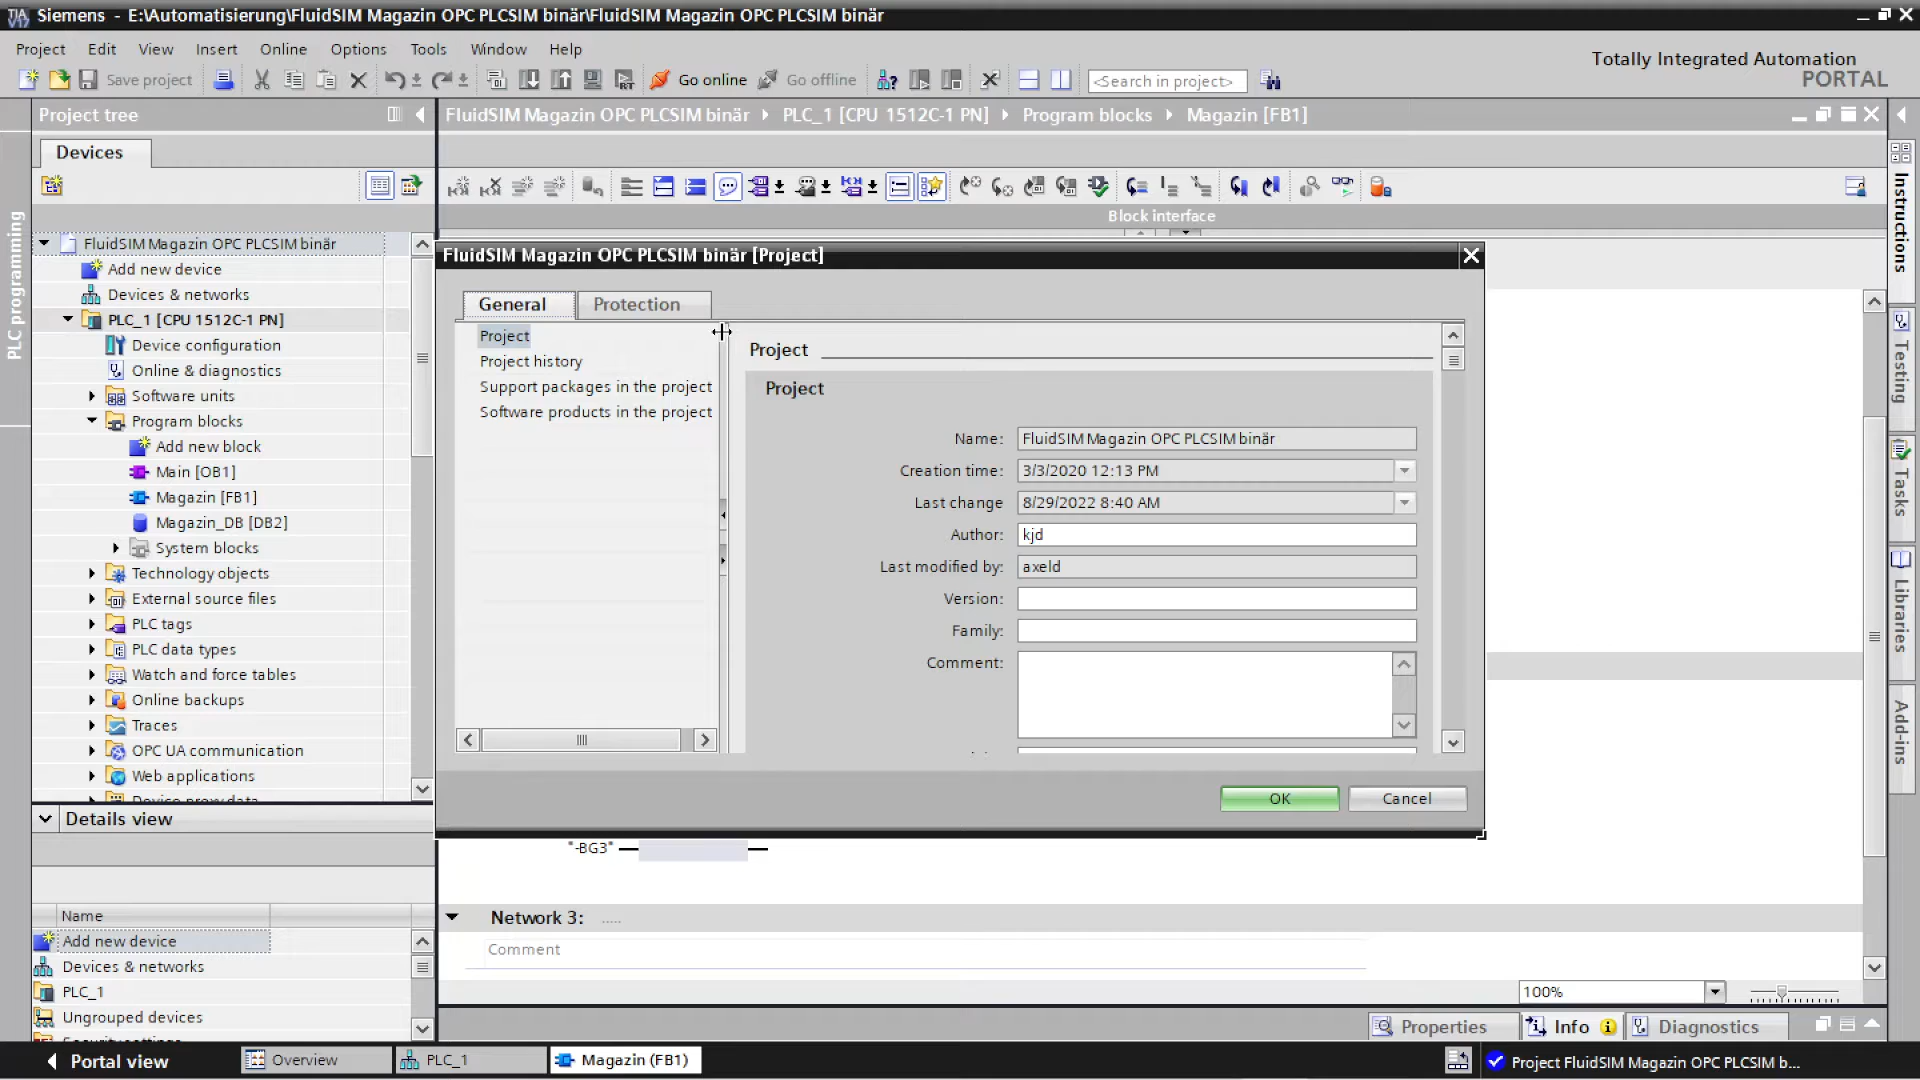 Siemens - E:\Automatisierung\FluidSIM Magazin OPC PLCSIM binär\FluidSIM Magazin OPC PLCSIM binär
Project Edit View Insert Online Options Tools Window Help
Totally Integrated Automation
PORTAL
Save project
Go online
Go offline
<Search in project>
Project tree
FluidSIM Magazin OPC PLCSIM binär
PLC_1 [CPU 1512C-1 PN]
Program blocks
Magazin [FB1]
Devices
Block interface
PLC programming
FluidSIM Magazin OPC PLCSIM binär
Add new device
Devices & networks
PLC_1 [CPU 1512C-1 PN]
Device configuration
Online & diagnostics
Software units
Program blocks
Add new block
Main [OB1]
Magazin [FB1]
Magazin_DB [DB2]
System blocks
Technology objects
External source files
PLC tags
PLC data types
Watch and force tables
Online backups
Traces
OPC UA communication
Web applications
Device proxy data
FluidSIM Magazin OPC PLCSIM binär [Project]
General
Protection
Project
Project history
Support packages in the project
Software products in the project
Project
Project
Name: FluidSIM Magazin OPC PLCSIM binär
Creation time: 3/3/2020 12:13 PM
Last change 8/29/2022 8:40 AM
Author: kjd
Last modified by: axeld
Version:
Family:
Comment:
OK
Cancel
Instructions
Testing
Tasks
Libraries
Add-ins
Details view
Name
Add new device
Devices & networks
PLC_1
Ungrouped devices
Security settings
"-BG3"
Network 3: .....
Comment
100%
Properties
Info
Diagnostics
Portal view
Overview
PLC_1
Magazin (FB1)
Project FluidSIM Magazin OPC PLCSIM b...